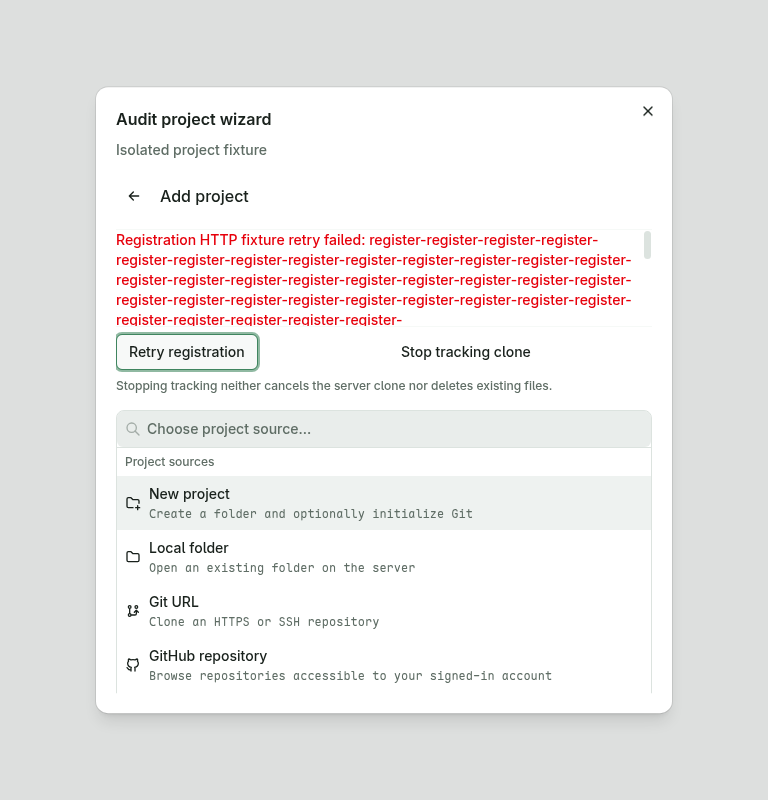 Audit project wizard
Isolated project fixture
Add project
Registration HTTP fixture retry failed: register-register-register-register-
register-register-register-register-register-register-register-register-register-
register-register-register-register-register-register-register-register-register-
register-register-register-register-register-register-register-register-register-
register-register-register-register-register-
Retry registration
Stop tracking clone
Stopping tracking neither cancels the server clone nor deletes existing files.
Choose project source...
Project sources
New project
Create a folder and optionally initialize Git
Local folder
Open an existing folder on the server
Git URL
Clone an HTTPS or SSH repository
GitHub repository
Browse repositories accessible to your signed-in account